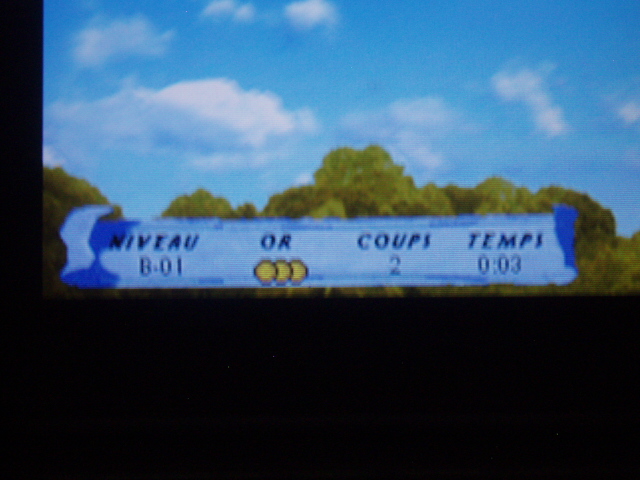 NIVEAU OR COUPS TEMPS
B-01 2 0:03